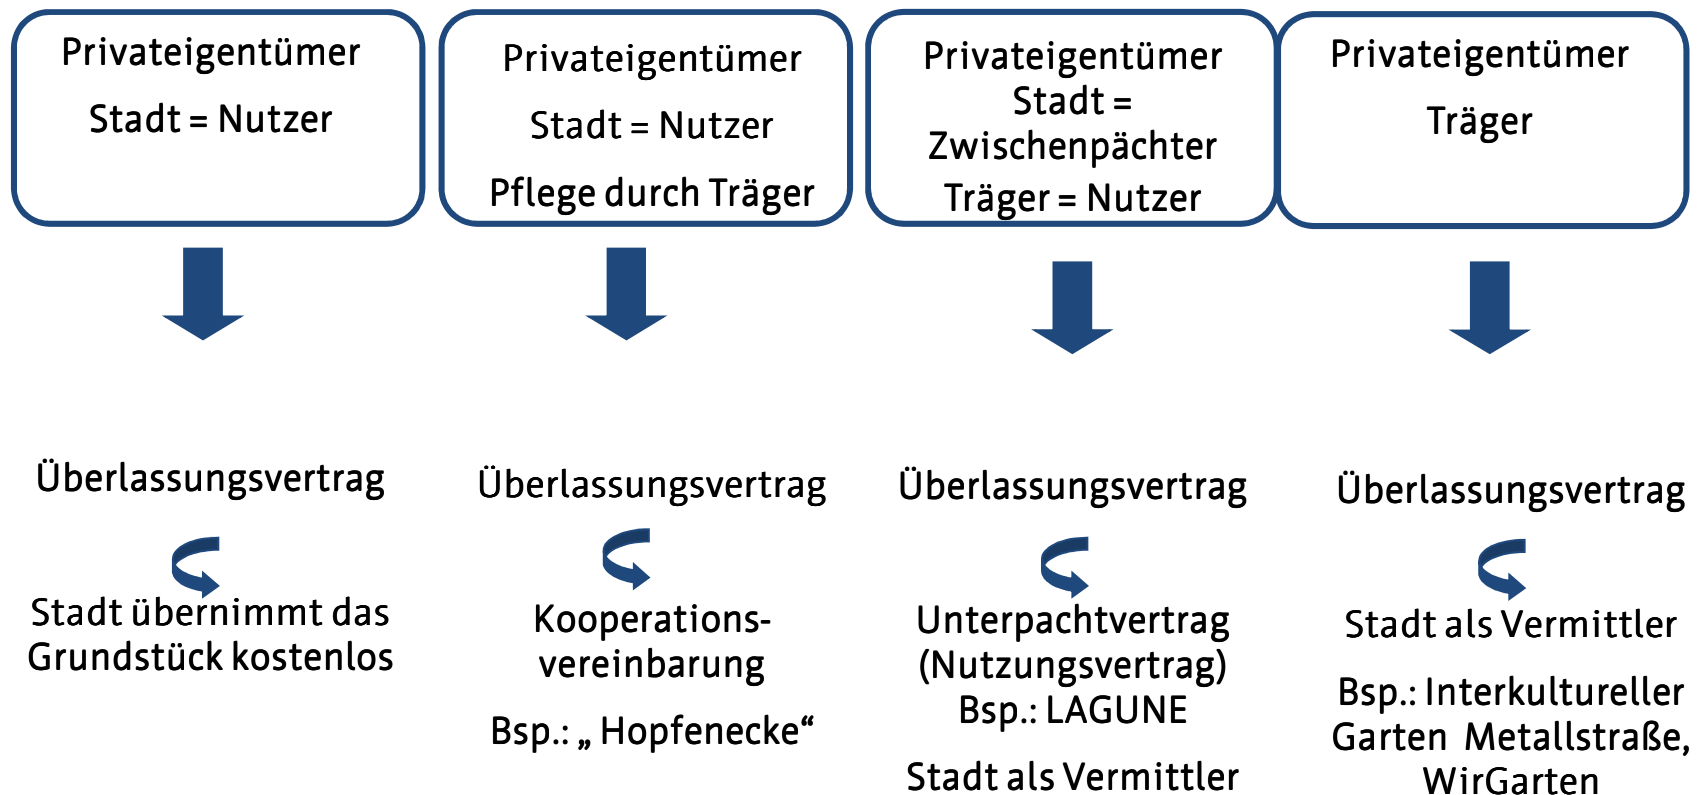 Privateigentümer
Stadt = Nutzer
Privateigentümer
Stadt = Nutzer
Pflege durch Träger
Privateigentümer
Stadt =
Zwischenpächter
Träger = Nutzer
Privateigentümer
Träger
Überlassungsvertrag
Stadt übernimmt das
Grundstück kostenlos
Überlassungsvertrag
Kooperations-
vereinbarung
Bsp.: „ Hopfenecke“
Überlassungsvertrag
Unterpachtvertrag
(Nutzungsvertrag)
Bsp.: LAGUNE
Stadt als Vermittler
Überlassungsvertrag
Stadt als Vermittler
Bsp.: Interkultureller
Garten Metallstraße,
WirGarten